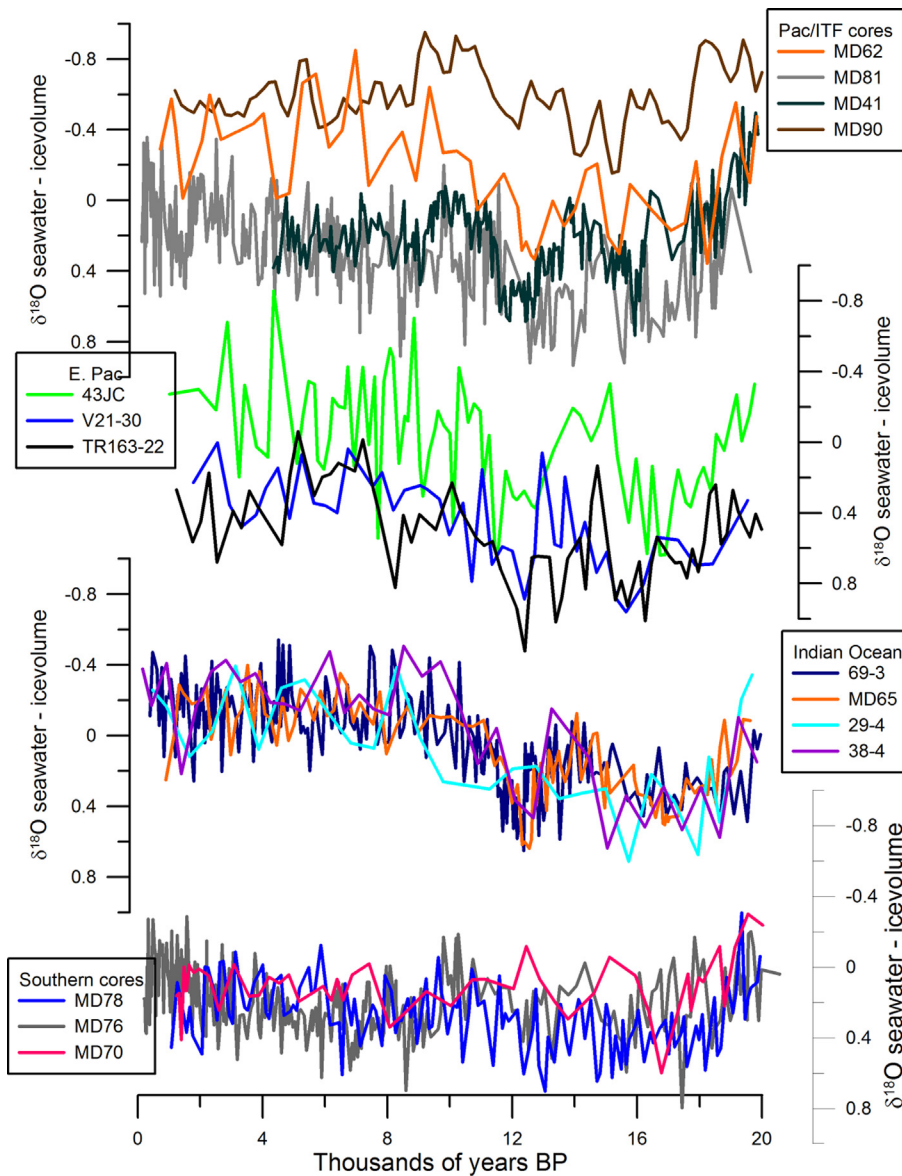 Pac/ITF cores
MD62
MD81
MD41
MD90
-0.8
-0.4
0
0.4
0.8
δ18O seawater - icevolume
-0.8
-0.4
0
0.4
0.8
δ18O seawater - icevolume
E. Pac
43JC
V21-30
TR163-22
-0.8
-0.4
0
0.4
0.8
δ18O seawater - icevolume
Indian Ocean
69-3
MD65
29-4
38-4
-0.8
-0.4
0
0.4
0.8
δ18O seawater - icevolume
Southern cores
MD78
MD76
MD70
0 4 8 12 16 20
Thousands of years BP